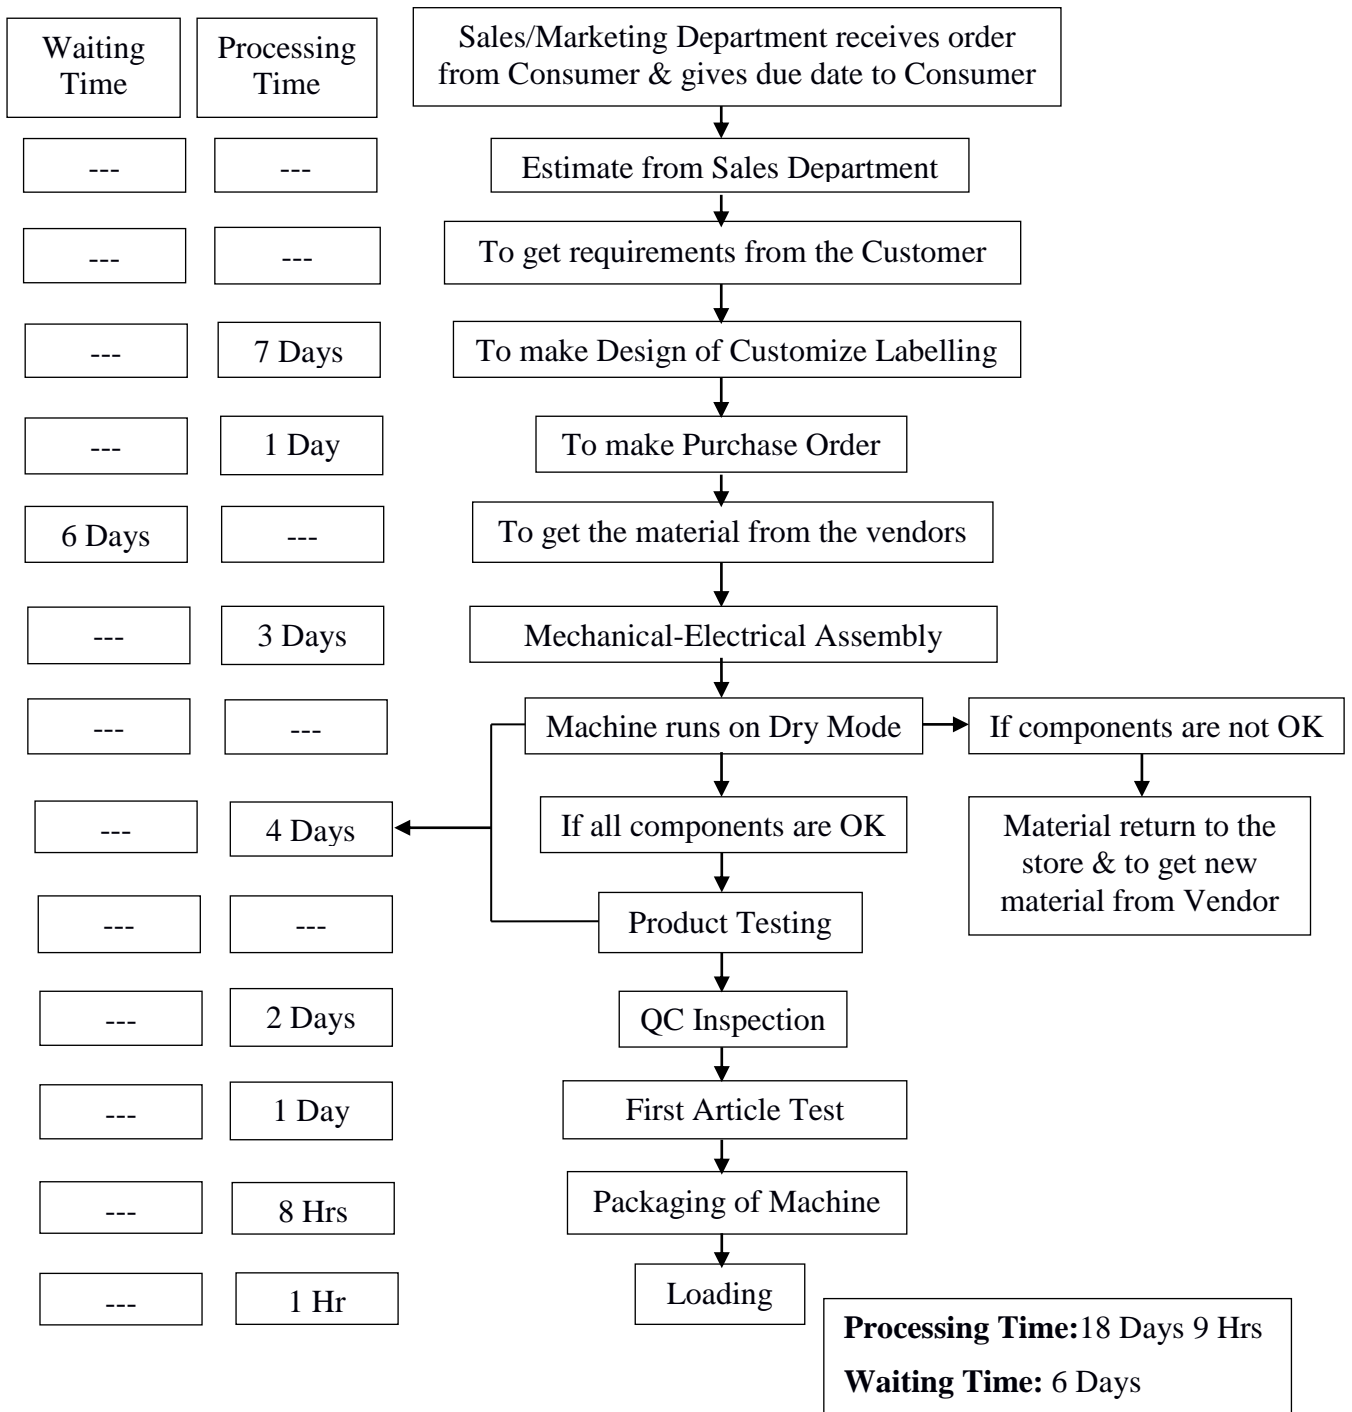 Waiting
Time
Processing
Time
Sales/Marketing Department receives order
from Consumer & gives due date to Consumer
---
---
Estimate from Sales Department
---
---
To get requirements from the Customer
---
7 Days
To make Design of Customize Labelling
---
1 Day
To make Purchase Order
6 Days
---
To get the material from the vendors
---
3 Days
Mechanical-Electrical Assembly
---
---
Machine runs on Dry Mode
If components are not OK
---
4 Days
If all components are OK
Material return to the
store & to get new
material from Vendor
---
---
Product Testing
---
2 Days
QC Inspection
---
1 Day
First Article Test
---
8 Hrs
Packaging of Machine
---
1 Hr
Loading
Processing Time:18 Days 9 Hrs
Waiting Time: 6 Days